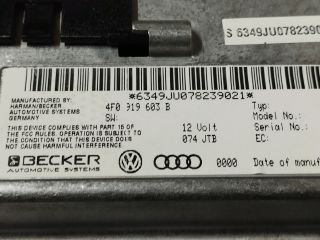 S 6349JU07823902
*6349JU078239021*
MANUFACTURED BY:
HARMAN/BECKER
AUTOMOTIVE SYSTEMS
GERMANY
4F0 919 603 B
SW:
Typ:
Model No.:
Serial No.:
EC:
THIS DEVICE COMPLIES WITH PART 15 OF
THE FCC RULES. OPERATION IS SUBJECT
TO THE CONDITION THAT THIS DEVICE
DOES NOT CAUSE HARMFUL INTERFERENCE
12 Volt
074 JTB
BECKER
AUTOMOTIVE SYSTEMS
0000
Date of manuf